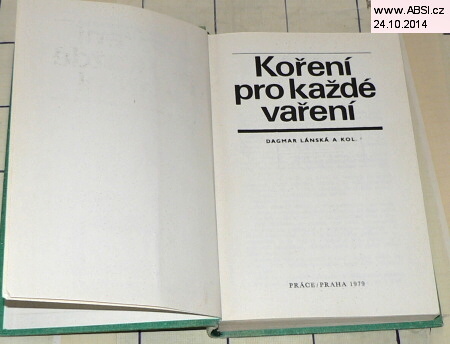 www.ABSI.cz
24.10.2014
Koření
pro každé
vaření
DAGMAR LÁNSKÁ A KOL.
PRÁCE/PRAHA 1979